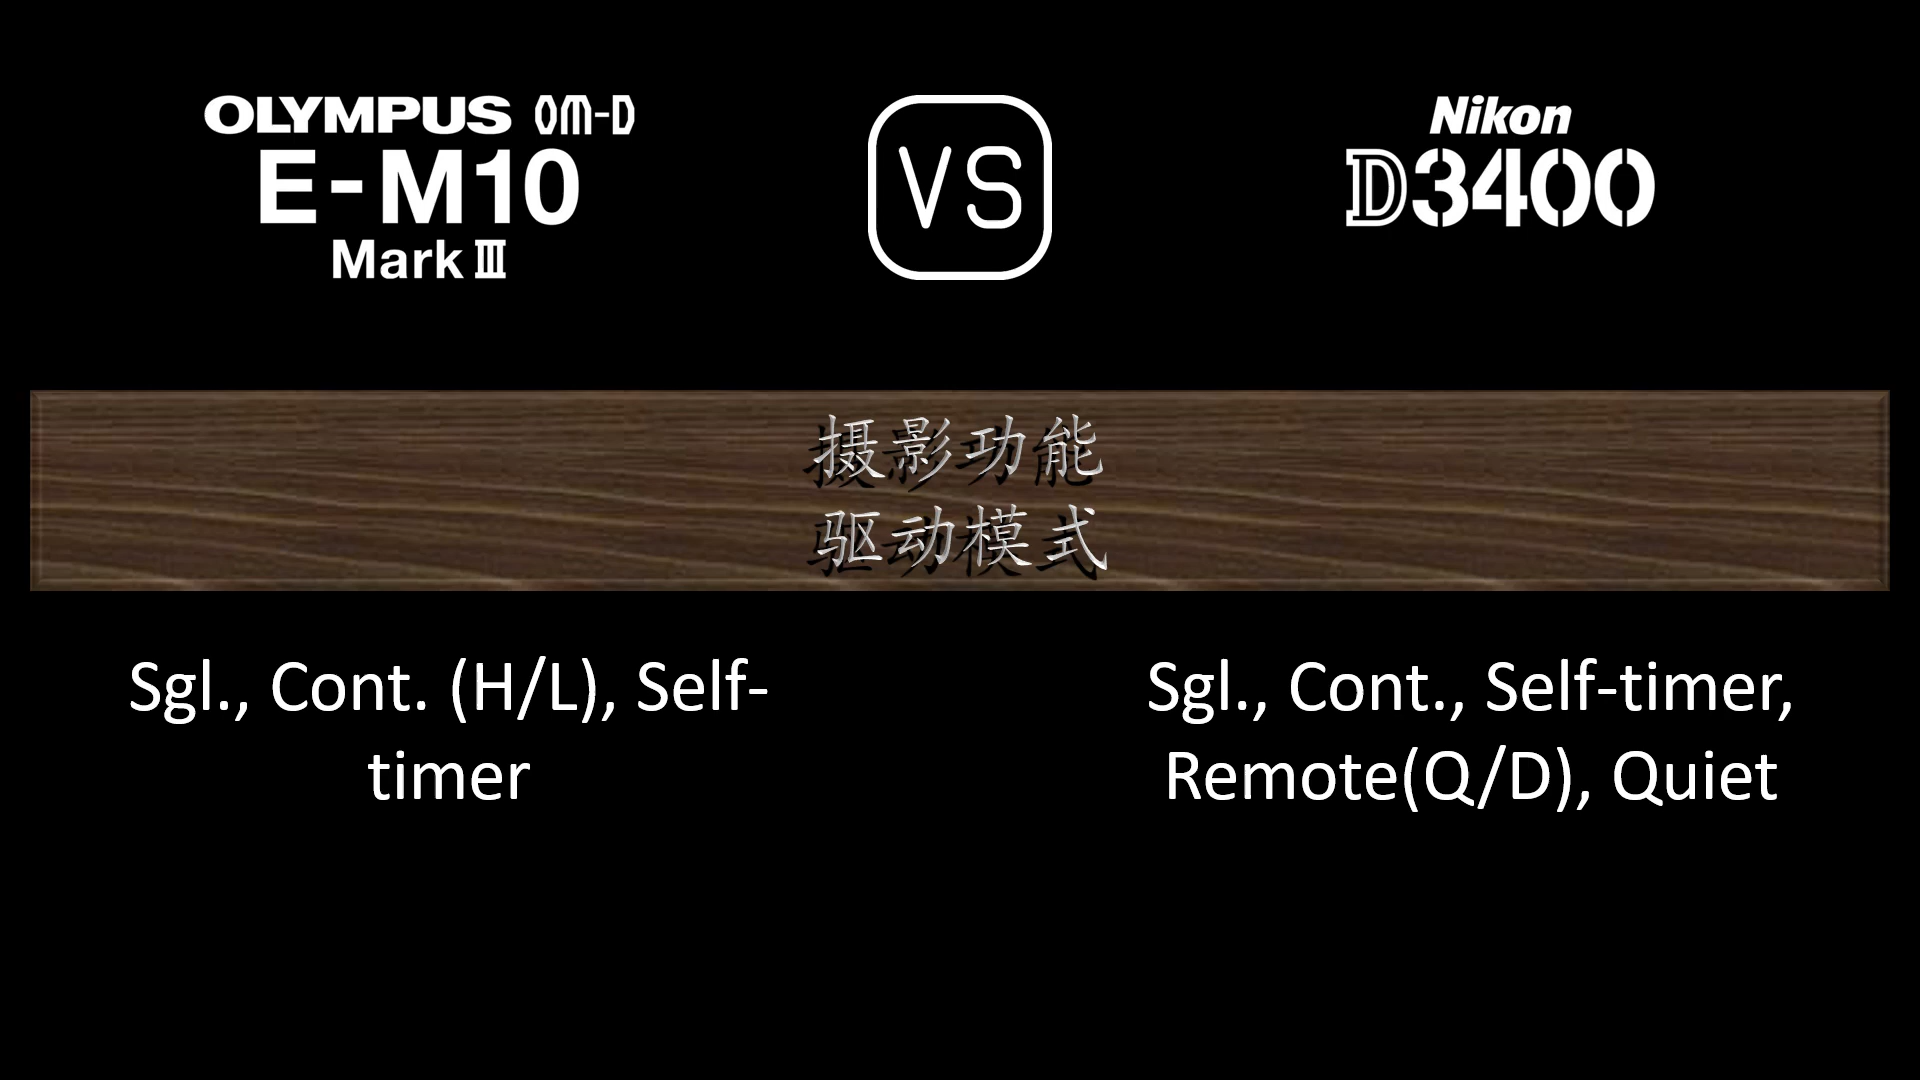 OLYMPUS OM-D
E-M10
Mark III
VS
Nikon
D3400
摄影功能
驱动模式
Sgl., Cont. (H/L), Self-
timer
Sgl., Cont., Self-timer,
Remote(Q/D), Quiet